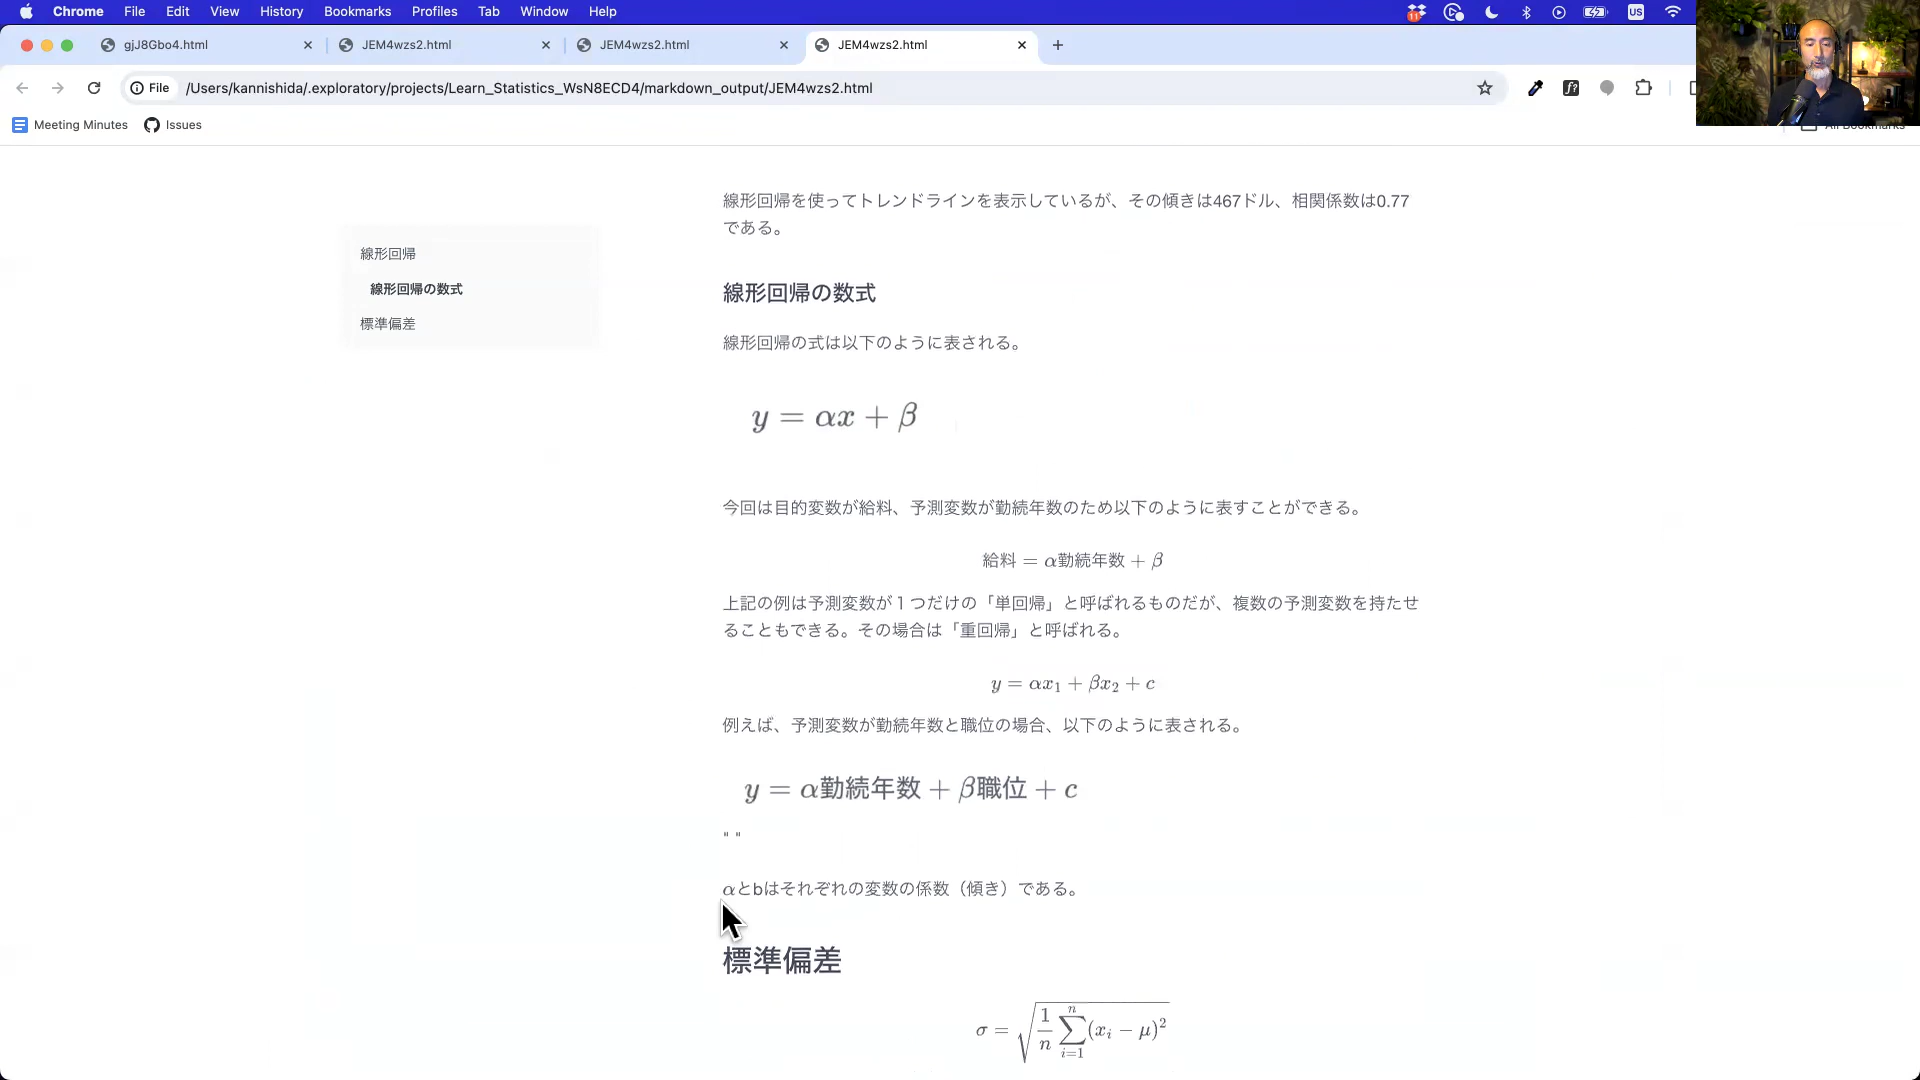 Chrome File Edit View History Bookmarks Profiles Tab Window Help
11
US
gjJ8Gbo4.html
JEM4wzs2.html
JEM4wzs2.html
JEM4wzs2.html
File /Users/kannishida/.exploratory/projects/Learn_Statistics_WsN8ECD4/markdown_output/JEM4wzs2.html
f?
Meeting Minutes
Issues
All Bookmarks
線形回帰
線形回帰の数式
標準偏差
線形回帰を使ってトレンドラインを表示しているが、その傾きは467ドル、相関係数は0.77
である。
線形回帰の数式
線形回帰の式は以下のように表される。
y = αx + β
今回は目的変数が給料、予測変数が勤続年数のため以下のように表すことができる。
給料 = α勤続年数 + β
上記の例は予測変数が１つだけの「単回帰」と呼ばれるものだが、複数の予測変数を持たせ
ることもできる。その場合は「重回帰」と呼ばれる。
y = αx₁ + βx₂ + c
例えば、予測変数が勤続年数と職位の場合、以下のように表される。
y = α勤続年数 + β職位 + c
" "
αとbはそれぞれの変数の係数（傾き）である。
標準偏差
σ = √(1/n ∑_{i=1}^{n} (x_i − μ)²)